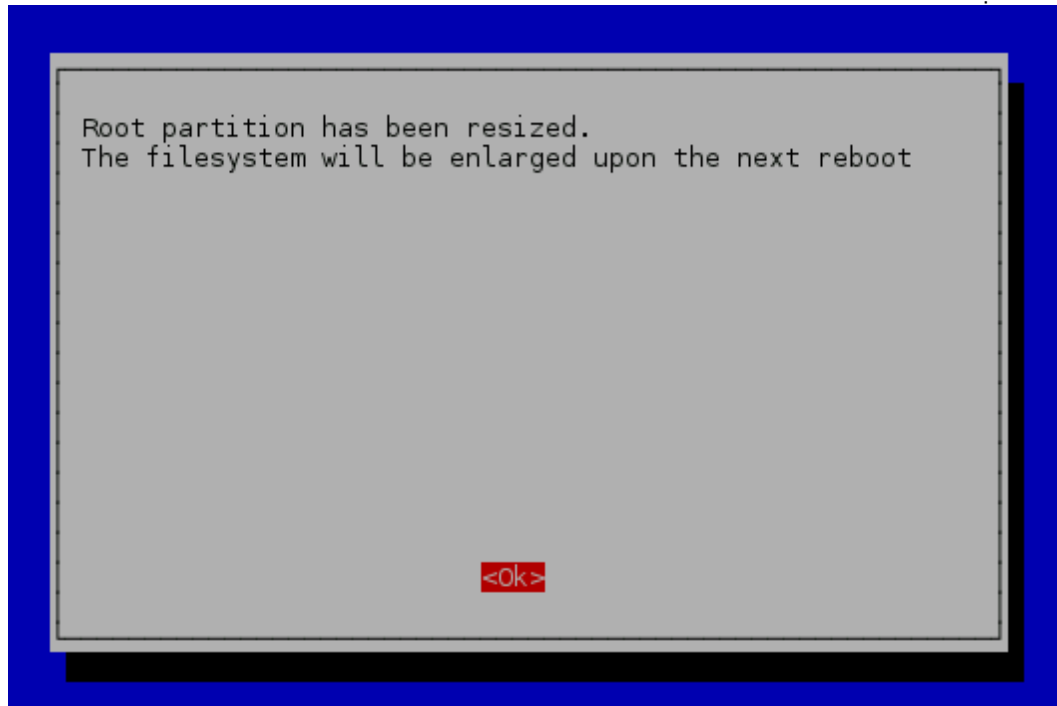 Root partition has been resized.
The filesystem will be enlarged upon the next reboot
<Ok>